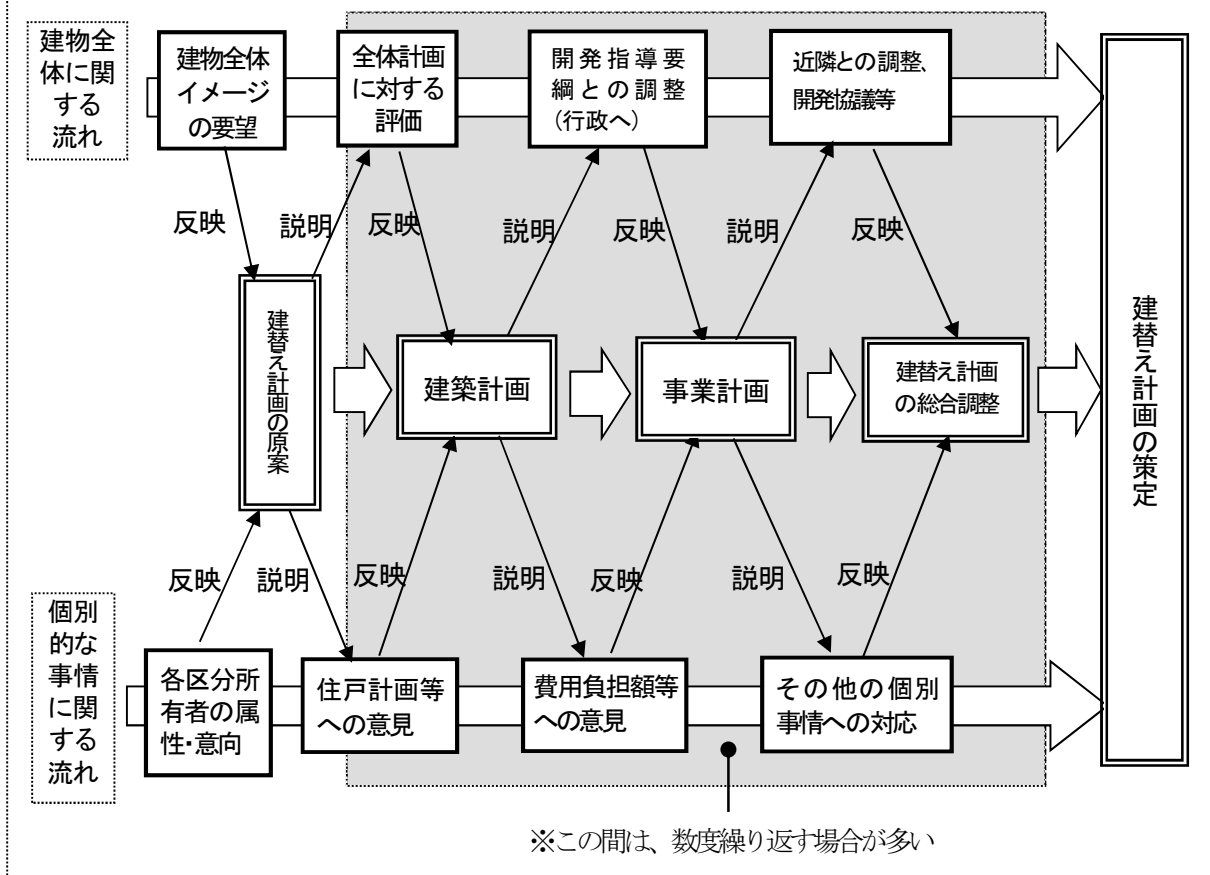 建物全
体に関
する
流れ
建物全体
イメージ
の要望
全体計画
に対する
評価
開発指導要
綱との調整
(行政へ)
近隣との調整、
開発協議等
反映
説明
反映
説明
反映
説明
反映
建替え計画の原案
建築計画
事業計画
建替え計画
の総合調整
建替え計画の策定
反映
説明
反映
説明
反映
説明
反映
個別
的な
事情
に関
する
流れ
各区分所
有者の属
性・意向
住戸計画等
への意見
費用負担額等
への意見
その他の個別
事情への対応
※この間は、数度繰り返す場合が多い